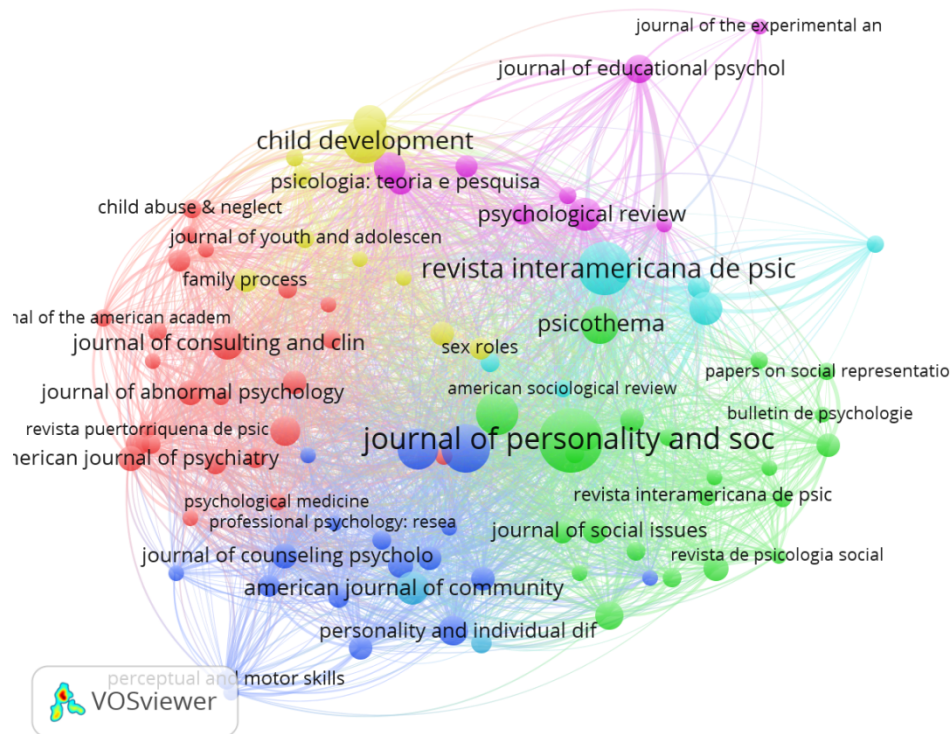 journal of the experimental an
journal of educational psychol
child development
psicologia: teoria e pesquisa
child abuse & neglect
psychological review
journal of youth and adolescen
revista interamericana de psic
family process
nal of the american academ
psicothema
journal of consulting and clin
sex roles
papers on social representatio
journal of abnormal psychology
american sociological review
bulletin de psychologie
revista puertorriquena de psic
journal of personality and soc
merican journal of psychiatry
revista interamericana de psic
psychological medicine
professional psychology: resea
journal of social issues
journal of counseling psycholo
revista de psicologia social
american journal of community
personality and individual dif
perceptual and motor skills
VOSviewer